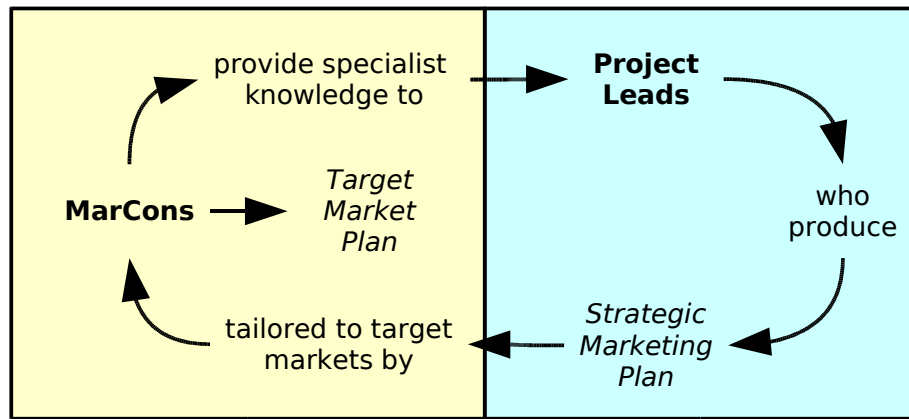 provide specialist
knowledge to
Project
Leads
who
produce
Strategic
Marketing
Plan
tailored to target
markets by
MarCons
Target
Market
Plan